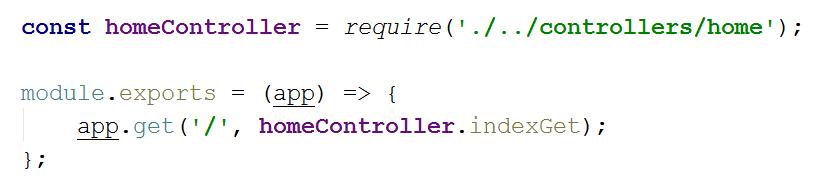 const homeController = require('./../controllers/home');
module.exports = (app) => {
app.get('/', homeController.indexGet);
};